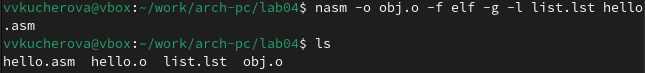 vvkucherova@vbox:~/work/arch-pc/lab04$ nasm -o obj.o -f elf -g -l list.lst hello
.asm
vvkucherova@vbox:~/work/arch-pc/lab04$ ls
hello.asm  hello.o  list.lst  obj.o